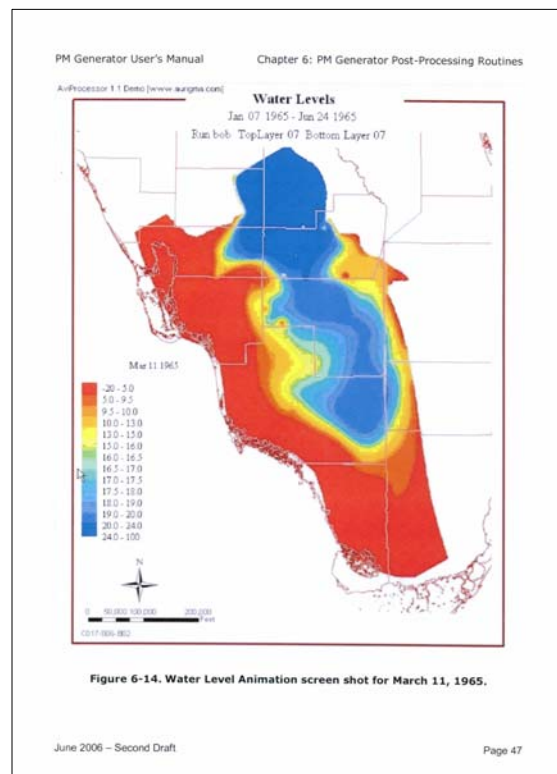 PM Generator User's Manual Chapter 6: PM Generator Post-Processing Routines
AviProcessor 1.1 Demo [www.aurigma.com]
Water Levels
Jan 07 1965 - Jun 24 1965
Run bob TopLayer 07 Bottom Layer 07
Mar 11 1965
-20 - 5.0
5.0 - 9.5
9.5 - 10.0
10.0 - 13.0
13.0 - 15.0
15.0 - 16.0
16.0 - 16.5
16.5 - 17.0
17.0 - 17.5
17.5 - 18.0
18.0 - 19.0
19.0 - 20.0
20.0 - 24.0
24.0 - 100
N
0 50,000 100,000 200,000
Feet
C017-B06-B02
Figure 6-14. Water Level Animation screen shot for March 11, 1965.
June 2006 – Second Draft Page 47